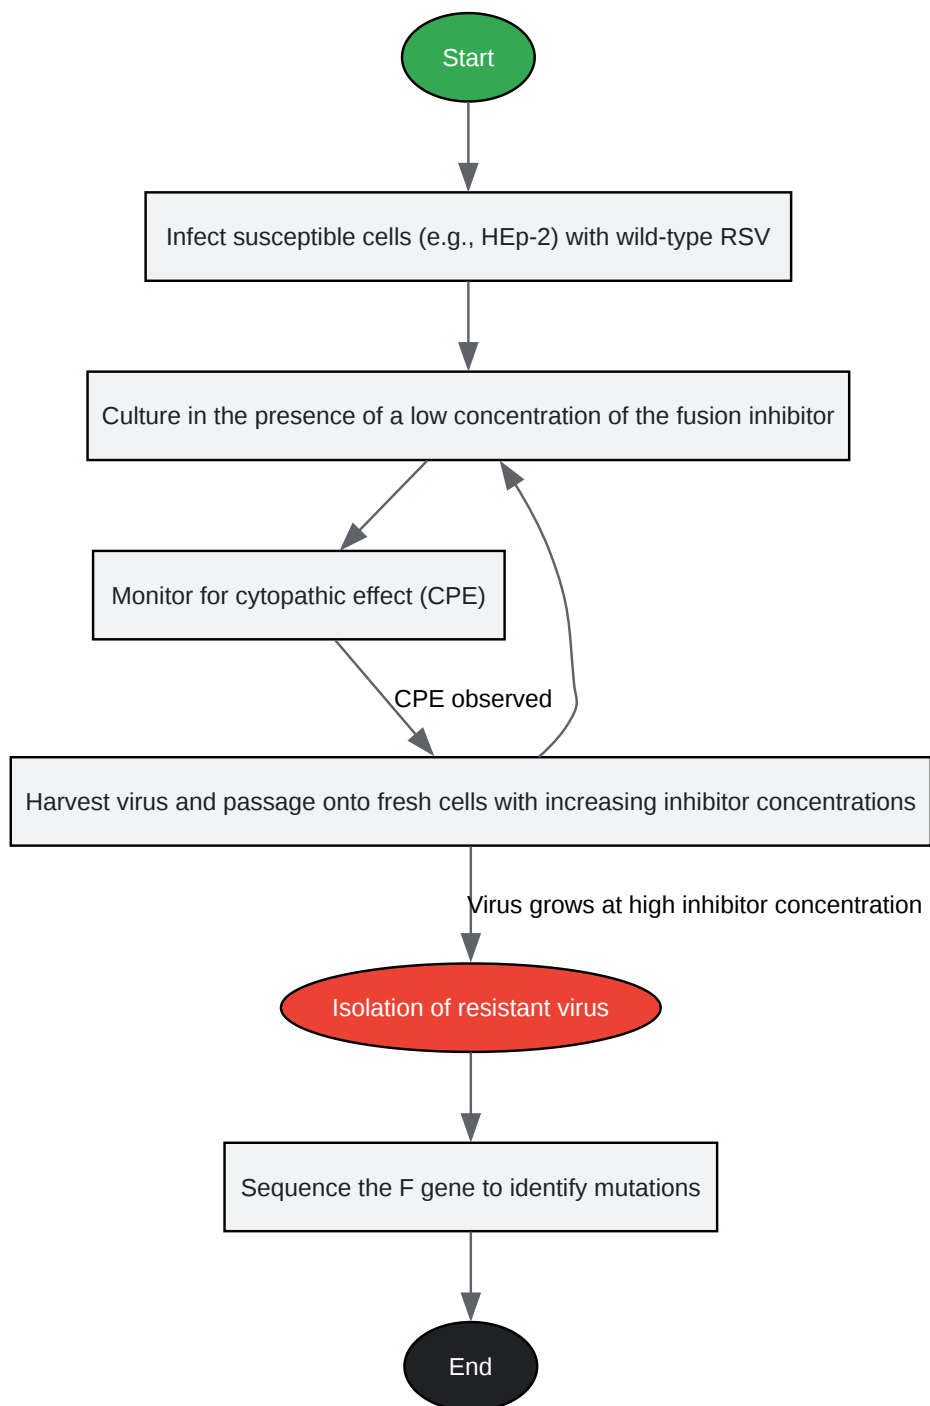 Start
Infect susceptible cells (e.g., HEp-2) with wild-type RSV
Culture in the presence of a low concentration of the fusion inhibitor
Monitor for cytopathic effect (CPE)
CPE observed
Harvest virus and passage onto fresh cells with increasing inhibitor concentrations
Virus grows at high inhibitor concentration
Isolation of resistant virus
Sequence the F gene to identify mutations
End